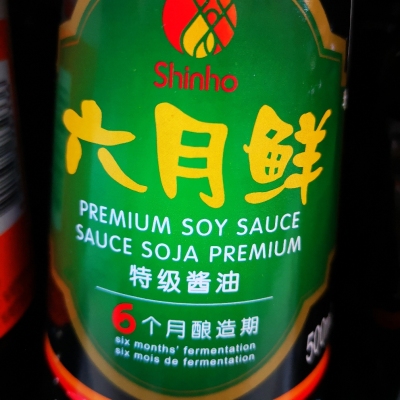 Shinho
六月鲜
PREMIUM SOY SAUCE
SAUCE SOJA PREMIUM
特级酱油
6个月酿造期
six months' fermentation
six mois de fermentation
500m